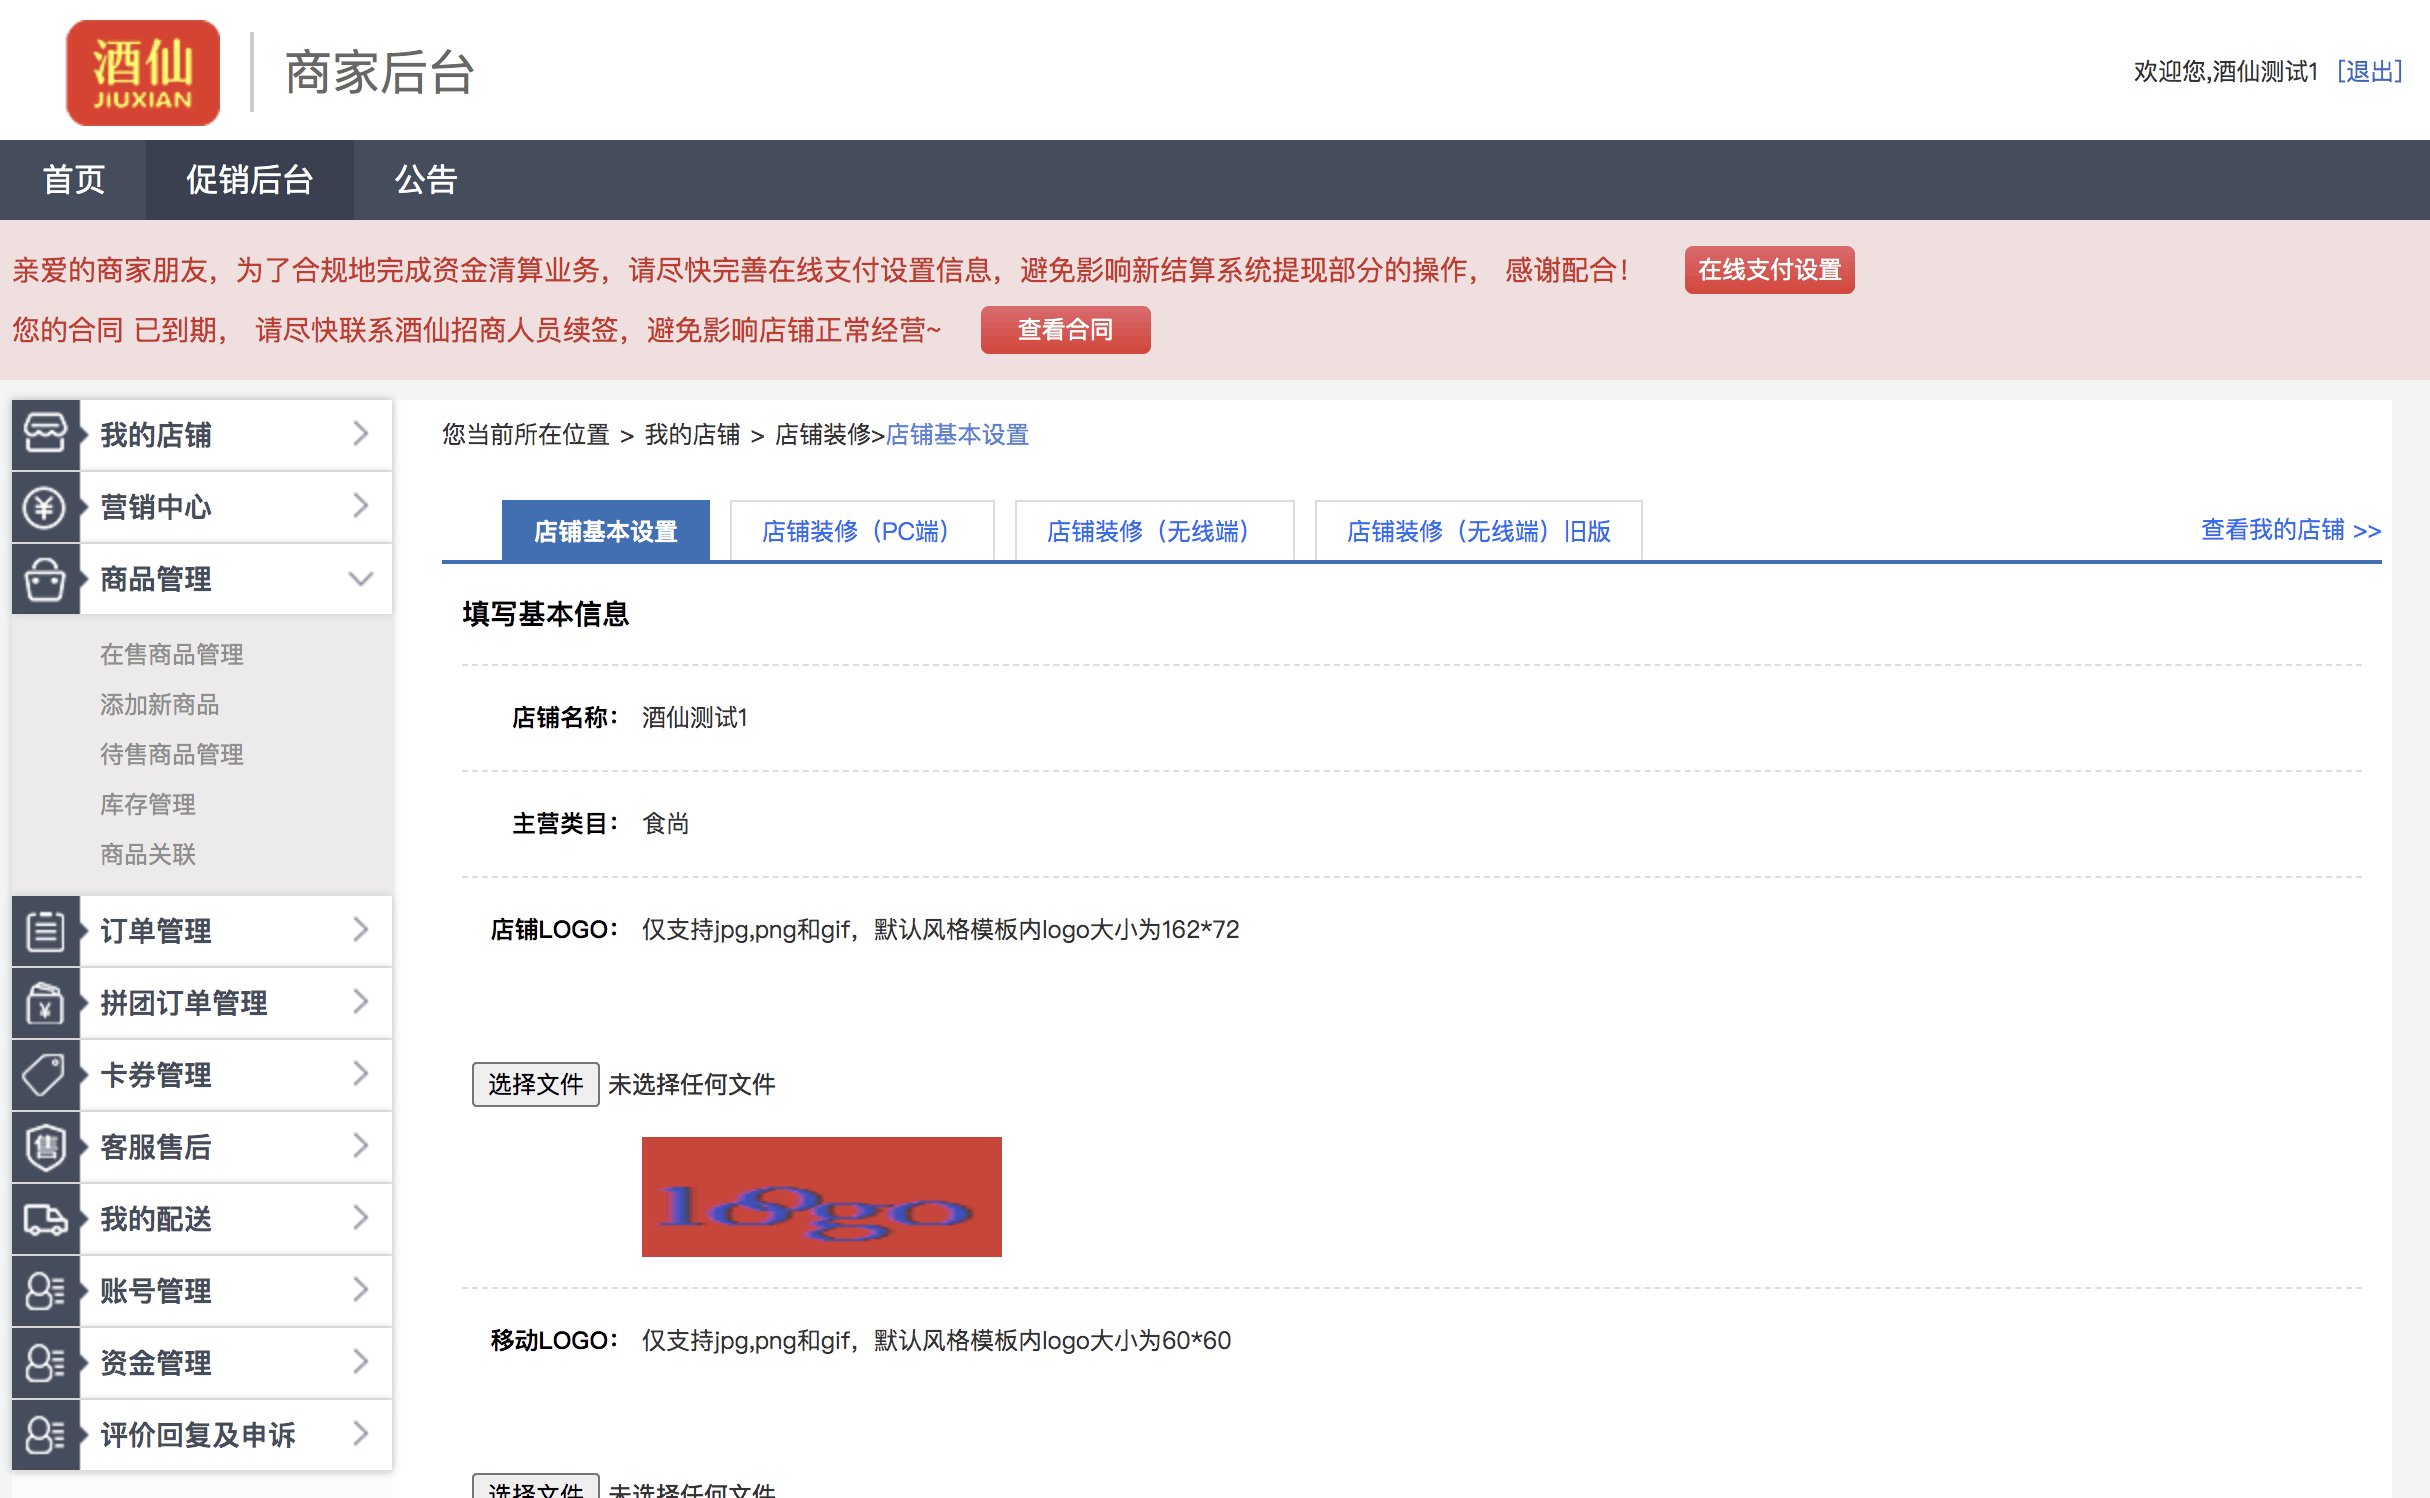 酒仙
JIUXIAN
商家后台
欢迎您,酒仙测试1 [退出]
首页 促销后台 公告
亲爱的商家朋友，为了合规地完成资金清算业务，请尽快完善在线支付设置信息，避免影响新结算系统提现部分的操作， 感谢配合！ 在线支付设置
您的合同 已到期， 请尽快联系酒仙招商人员续签，避免影响店铺正常经营~ 查看合同
我的店铺
营销中心
商品管理
在售商品管理
添加新商品
待售商品管理
库存管理
商品关联
订单管理
拼团订单管理
卡券管理
售
客服售后
我的配送
账号管理
资金管理
评价回复及申诉
您当前所在位置 > 我的店铺 > 店铺装修>店铺基本设置
店铺基本设置 店铺装修（PC端） 店铺装修（无线端） 店铺装修（无线端）旧版 查看我的店铺 >>
填写基本信息
店铺名称： 酒仙测试1
主营类目： 食尚
店铺LOGO： 仅支持jpg,png和gif，默认风格模板内logo大小为162*72
选择文件 未选择任何文件
移动LOGO： 仅支持jpg,png和gif，默认风格模板内logo大小为60*60
选择文件 未选择任何文件